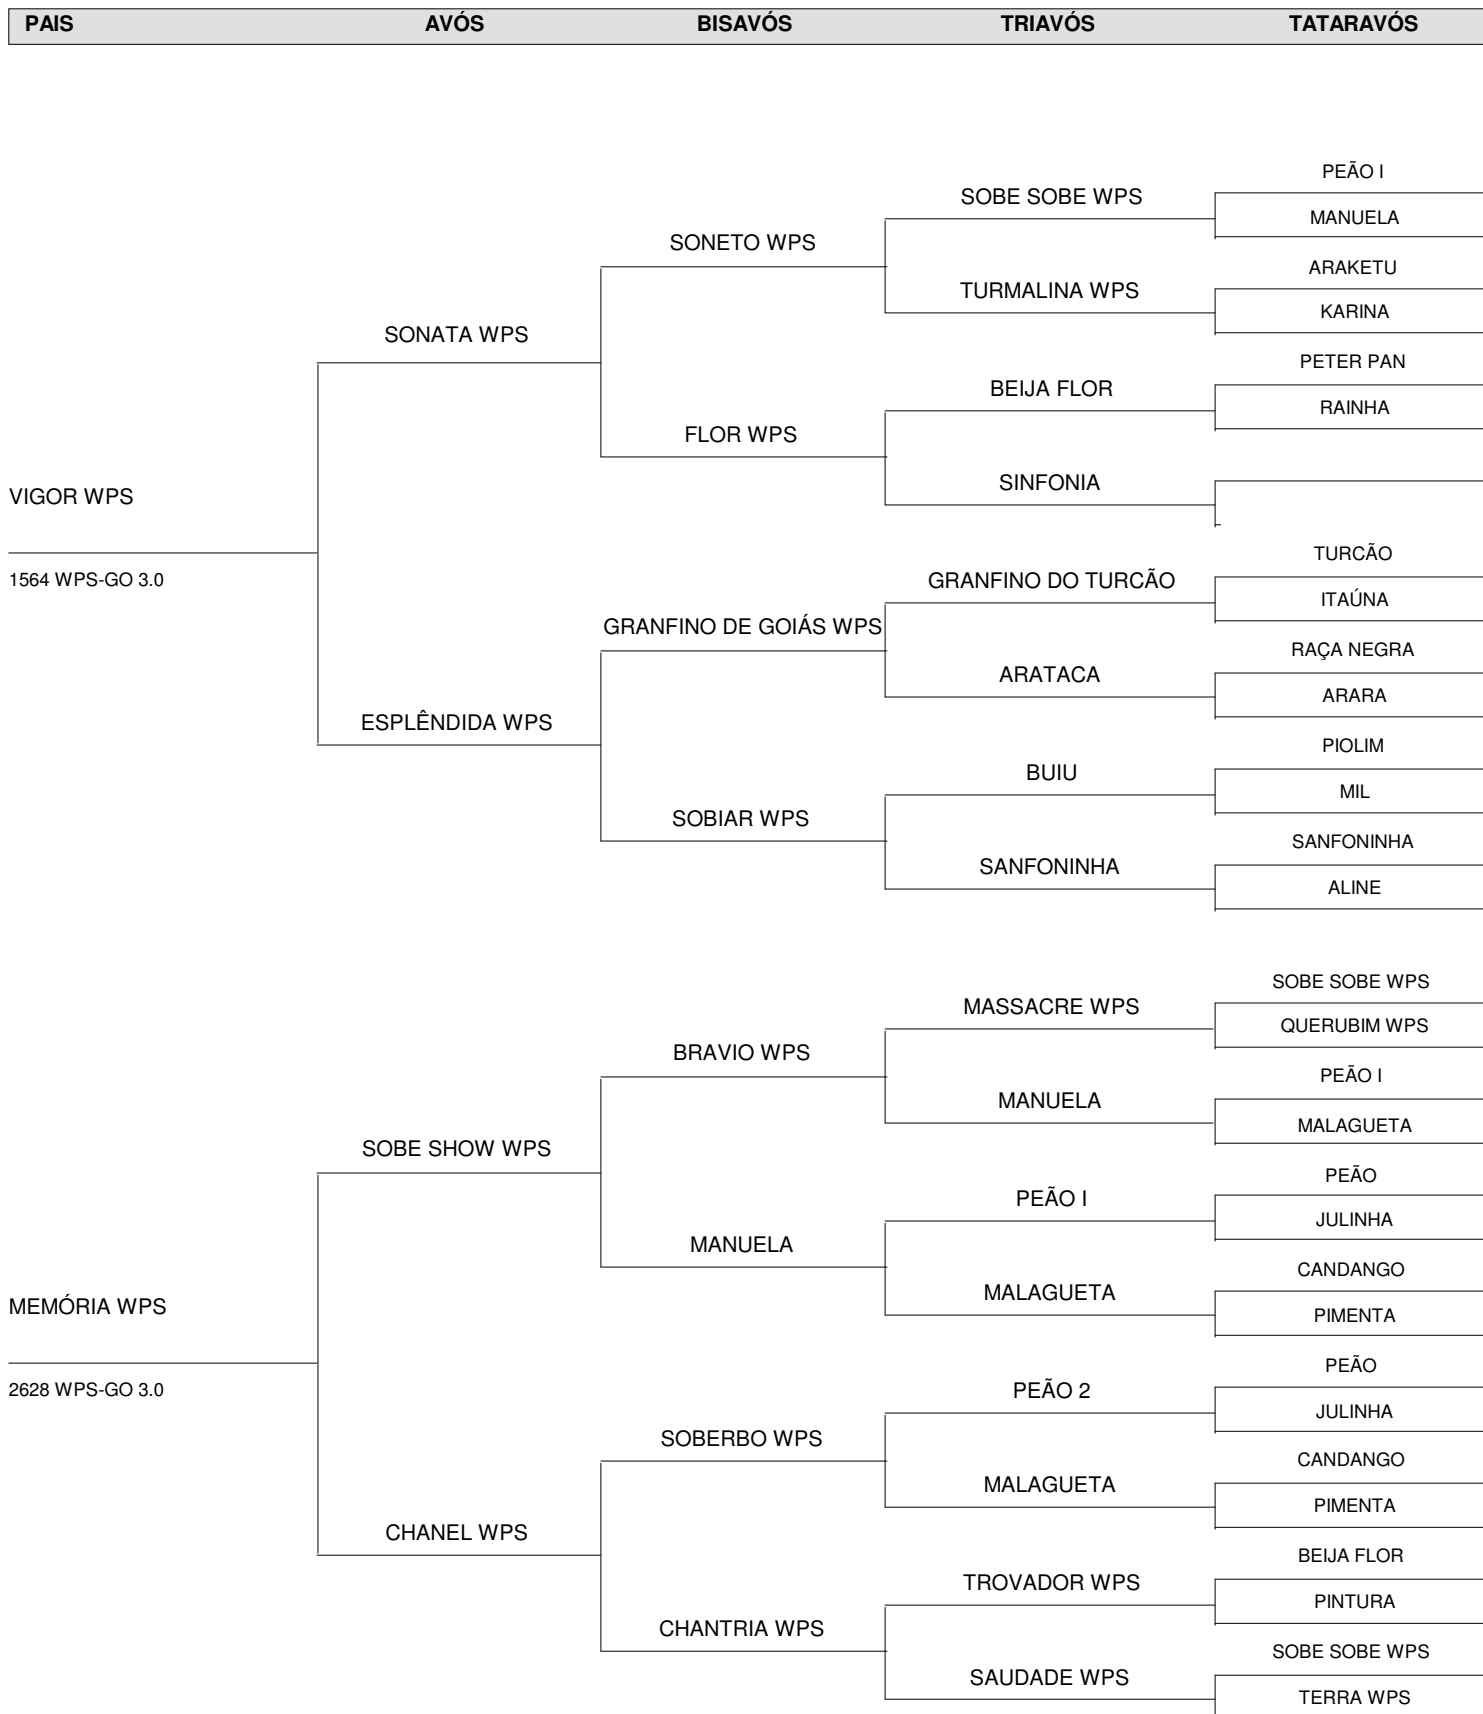 PAIS AVÓS BISAVÓS TRIAVÓS TATARAVÓS
PEÃO I
SOBE SOBE WPS
MANUELA
SONETO WPS
ARAKETU
TURMALINA WPS
KARINA
SONATA WPS
PETER PAN
BEIJA FLOR
RAINHA
FLOR WPS
SINFONIA
VIGOR WPS
TURCÃO
1564 WPS-GO 3.0
GRANFINO DO TURCÃO
ITAÚNA
GRANFINO DE GOIÁS WPS
RAÇA NEGRA
ARATACA
ARARA
ESPLÊNDIDA WPS
PIOLIM
BUIU
MIL
SOBIAR WPS
SANFONINHA
SANFONINHA
ALINE
SOBE SOBE WPS
MASSACRE WPS
QUERUBIM WPS
BRAVIO WPS
PEÃO I
MANUELA
MALAGUETA
SOBE SHOW WPS
PEÃO
PEÃO I
JULINHA
MANUELA
CANDANGO
MALAGUETA
MEMÓRIA WPS
PIMENTA
PEÃO
2628 WPS-GO 3.0
PEÃO 2
JULINHA
SOBERBO WPS
CANDANGO
MALAGUETA
PIMENTA
CHANEL WPS
BEIJA FLOR
TROVADOR WPS
PINTURA
CHANTRIA WPS
SOBE SOBE WPS
SAUDADE WPS
TERRA WPS